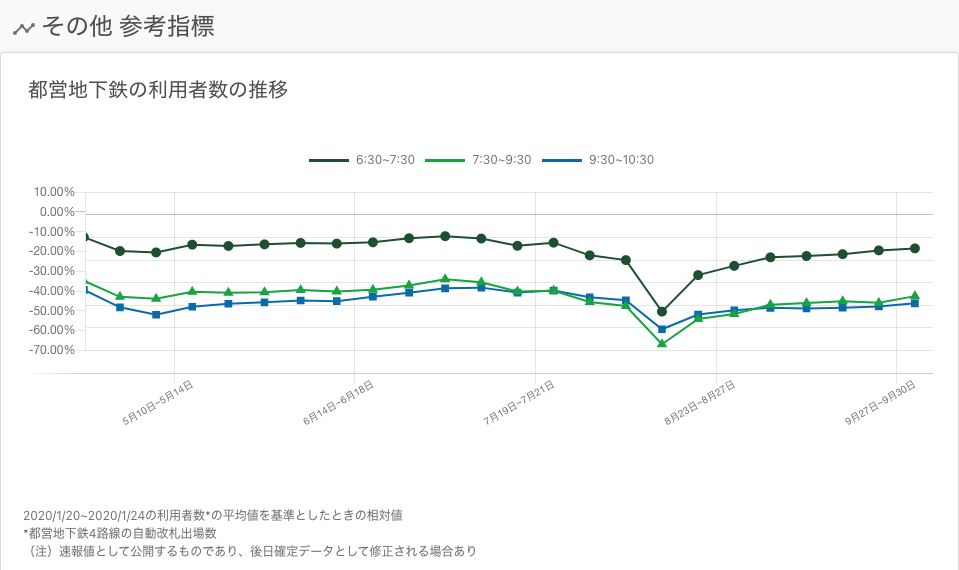 その他 参考指標
都営地下鉄の利用者数の推移
6:30~7:30 7:30~9:30 9:30~10:30
10.00%
0.00%
-10.00%
-20.00%
-30.00%
-40.00%
-50.00%
-60.00%
-70.00%
5月10日~5月14日
6月14日~6月18日
7月19日~7月21日
8月23日~8月27日
9月27日~9月30日
2020/1/20~2020/1/24の利用者数*の平均値を基準としたときの相対値
*都営地下鉄4路線の自動改札出場数
（注）速報値として公開するものであり、後日確定データとして修正される場合あり